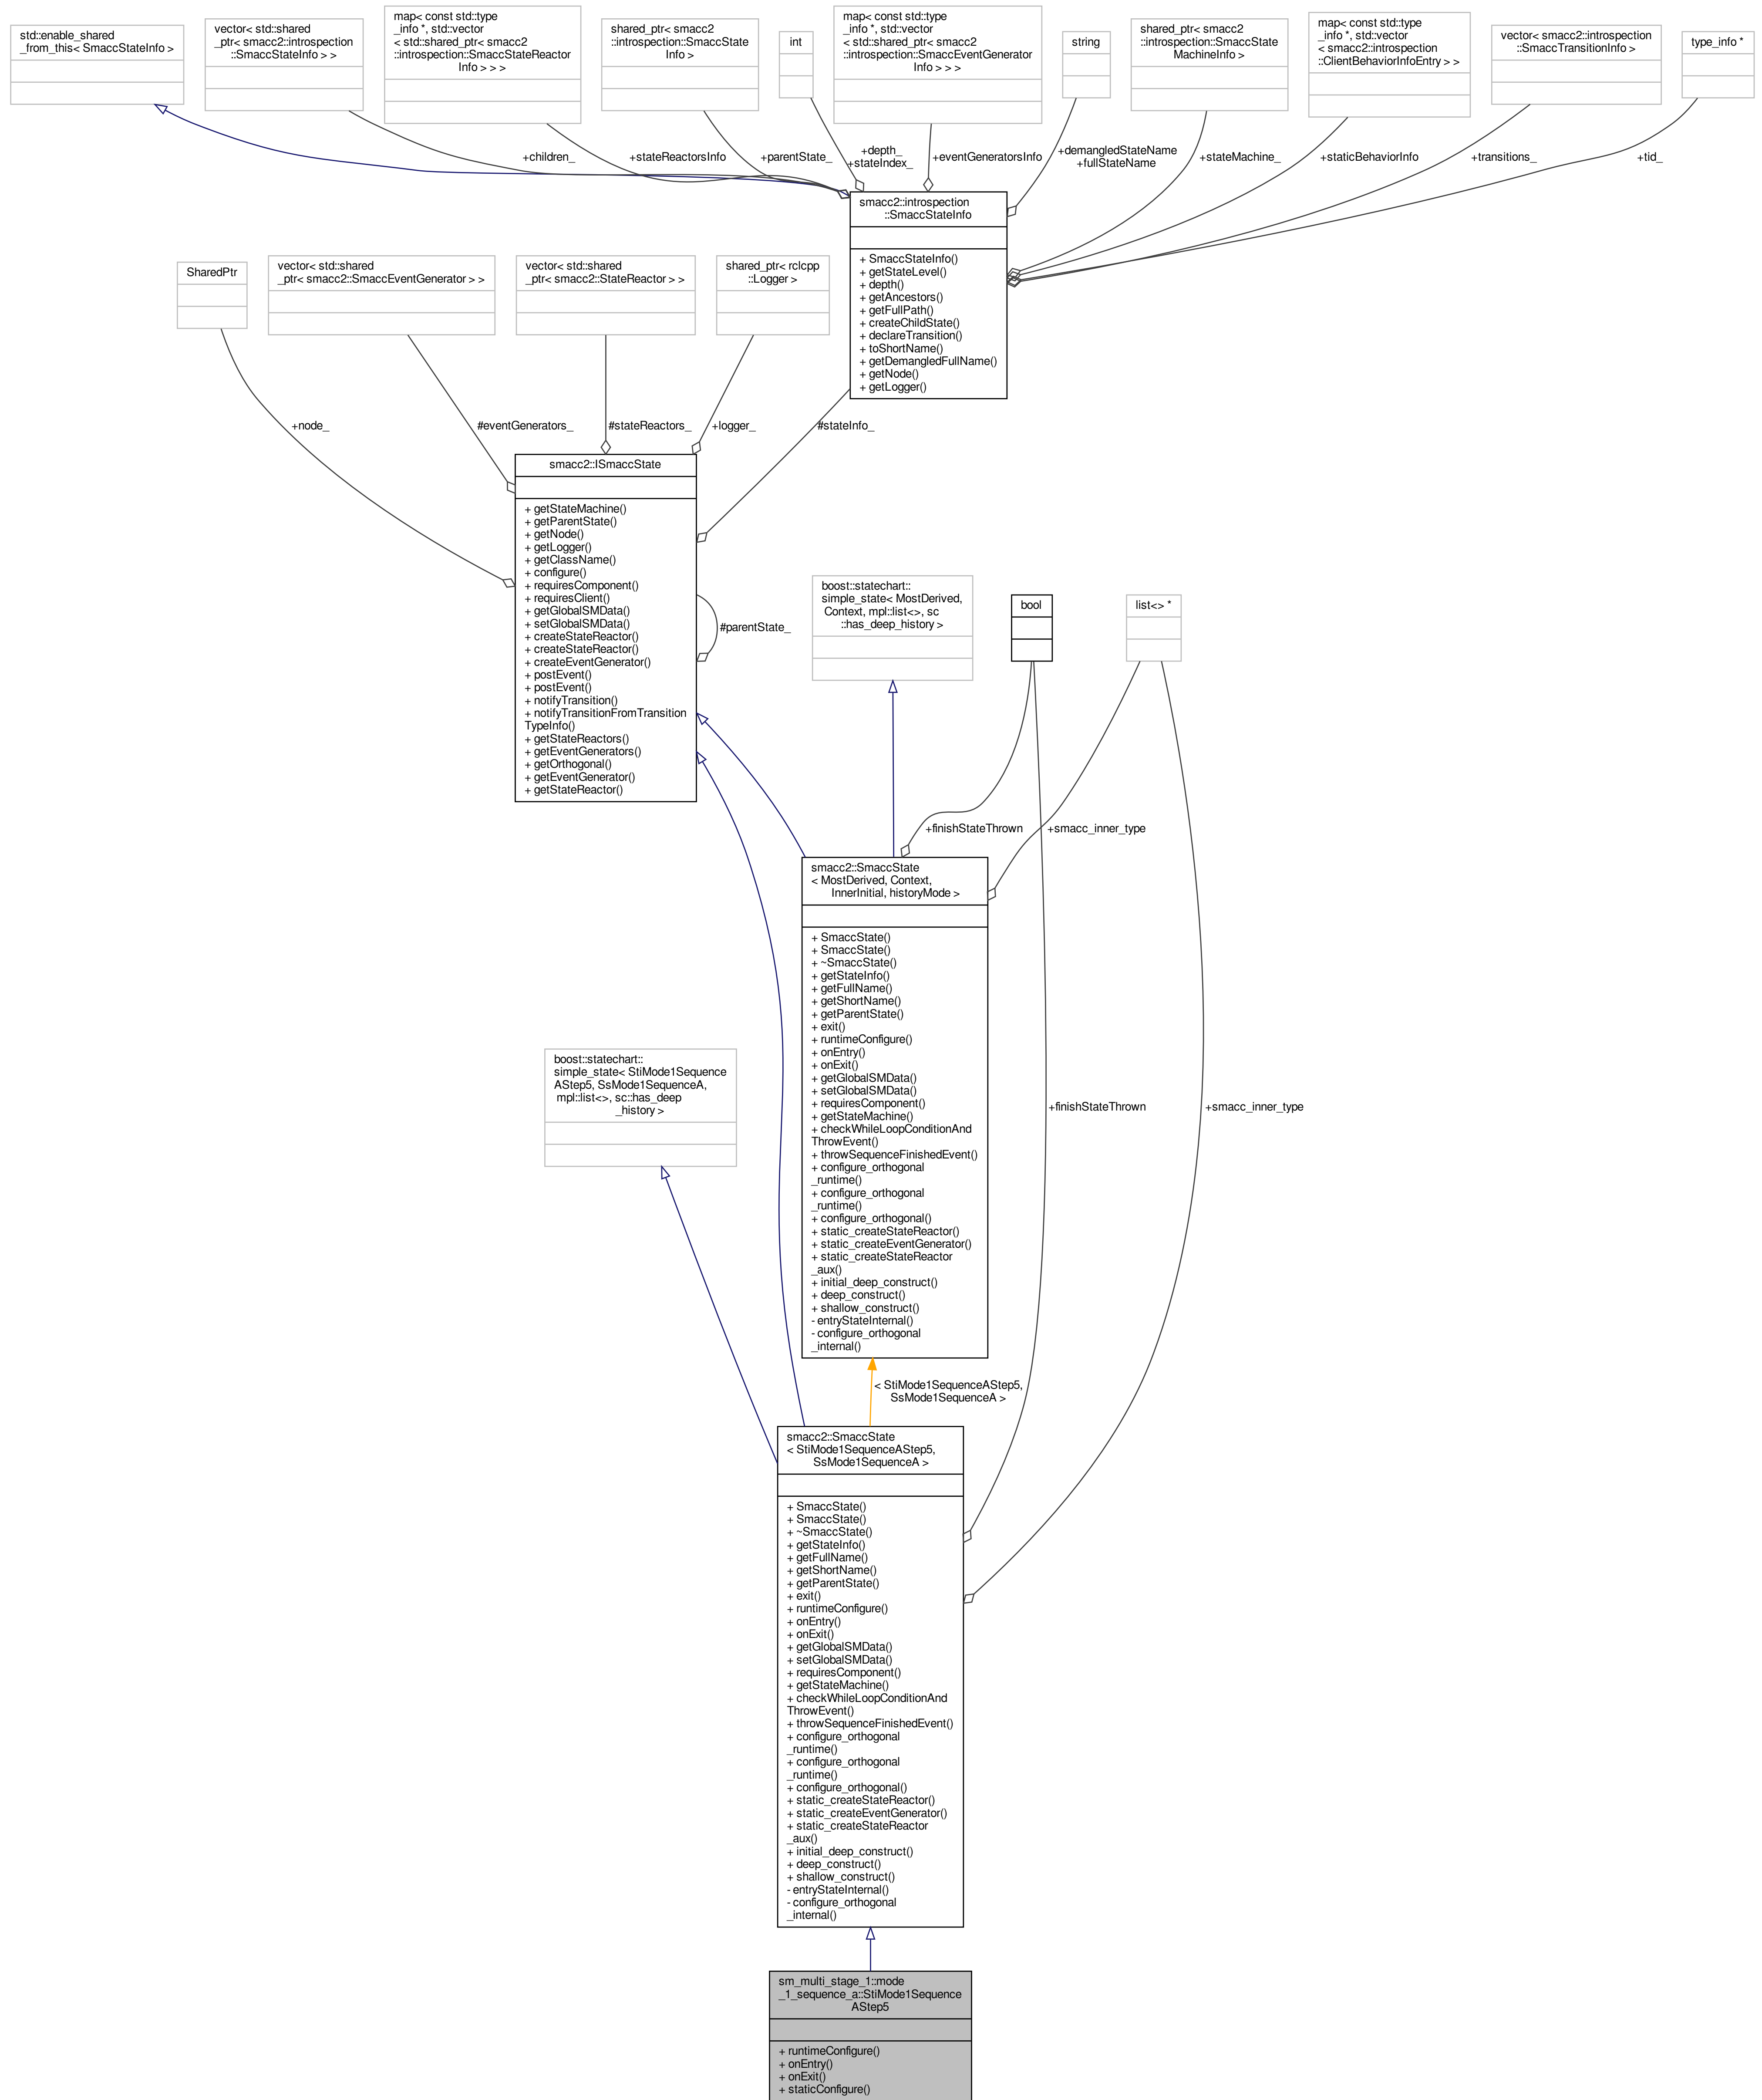 std::enable_shared
_from_this< SmaccStateInfo >
vector< std::shared
_ptr< smacc2::introspection
::SmaccStateInfo > >
map< const std::type
_info *, std::vector
< std::shared_ptr< smacc2
::introspection::SmaccStateReactor
Info > > >
shared_ptr< smacc2
::introspection::SmaccState
Info >
int
map< const std::type
_info *, std::vector
< std::shared_ptr< smacc2
::introspection::SmaccEventGenerator
Info > > >
string
shared_ptr< smacc2
::introspection::SmaccState
MachineInfo >
map< const std::type
_info *, std::vector
< smacc2::introspection
::ClientBehaviorInfoEntry > >
vector< smacc2::introspection
::SmaccTransitionInfo >
type_info *
+children_
+stateReactorsInfo
+parentState_
+depth_
+stateIndex_
+eventGeneratorsInfo
+demangledStateName
+fullStateName
+stateMachine_
+staticBehaviorInfo
+transitions_
+tid_
smacc2::introspection
::SmaccStateInfo
+ SmaccStateInfo()
+ getStateLevel()
+ depth()
+ getAncestors()
+ getFullPath()
+ createChildState()
+ declareTransition()
+ toShortName()
+ getDemangledFullName()
+ getNode()
+ getLogger()
SharedPtr
vector< std::shared
_ptr< smacc2::SmaccEventGenerator > >
vector< std::shared
_ptr< smacc2::StateReactor > >
shared_ptr< rclcpp
::Logger >
+node_
#eventGenerators_
#stateReactors_
+logger_
#stateInfo_
smacc2::ISmaccState
+ getStateMachine()
+ getParentState()
+ getNode()
+ getLogger()
+ getClassName()
+ configure()
+ requiresComponent()
+ requiresClient()
+ getGlobalSMData()
+ setGlobalSMData()
+ createStateReactor()
+ createStateReactor()
+ createEventGenerator()
+ postEvent()
+ postEvent()
+ notifyTransition()
+ notifyTransitionFromTransition
TypeInfo()
+ getStateReactors()
+ getEventGenerators()
+ getOrthogonal()
+ getEventGenerator()
+ getStateReactor()
#parentState_
boost::statechart::
simple_state< MostDerived,
Context, mpl::list<>, sc
::has_deep_history >
bool
list<> *
+finishStateThrown
+smacc_inner_type
smacc2::SmaccState
< MostDerived, Context,
InnerInitial, historyMode >
+ SmaccState()
+ SmaccState()
+ ~SmaccState()
+ getStateInfo()
+ getFullName()
+ getShortName()
+ getParentState()
+ exit()
+ runtimeConfigure()
+ onEntry()
+ onExit()
+ getGlobalSMData()
+ setGlobalSMData()
+ requiresComponent()
+ getStateMachine()
+ checkWhileLoopConditionAnd
ThrowEvent()
+ throwSequenceFinishedEvent()
+ configure_orthogonal
_runtime()
+ configure_orthogonal
_runtime()
+ configure_orthogonal()
+ static_createStateReactor()
+ static_createEventGenerator()
+ static_createStateReactor
_aux()
+ initial_deep_construct()
+ deep_construct()
+ shallow_construct()
- entryStateInternal()
- configure_orthogonal
_internal()
boost::statechart::
simple_state< StiMode1Sequence
AStep5, SsMode1SequenceA,
mpl::list<>, sc::has_deep
_history >
+finishStateThrown
+smacc_inner_type
< StiMode1SequenceAStep5,
SsMode1SequenceA >
smacc2::SmaccState
< StiMode1SequenceAStep5,
SsMode1SequenceA >
+ SmaccState()
+ SmaccState()
+ ~SmaccState()
+ getStateInfo()
+ getFullName()
+ getShortName()
+ getParentState()
+ exit()
+ runtimeConfigure()
+ onEntry()
+ onExit()
+ getGlobalSMData()
+ setGlobalSMData()
+ requiresComponent()
+ getStateMachine()
+ checkWhileLoopConditionAnd
ThrowEvent()
+ throwSequenceFinishedEvent()
+ configure_orthogonal
_runtime()
+ configure_orthogonal
_runtime()
+ configure_orthogonal()
+ static_createStateReactor()
+ static_createEventGenerator()
+ static_createStateReactor
_aux()
+ initial_deep_construct()
+ deep_construct()
+ shallow_construct()
- entryStateInternal()
- configure_orthogonal
_internal()
sm_multi_stage_1::mode
_1_sequence_a::StiMode1Sequence
AStep5
+ runtimeConfigure()
+ onEntry()
+ onExit()
+ staticConfigure()